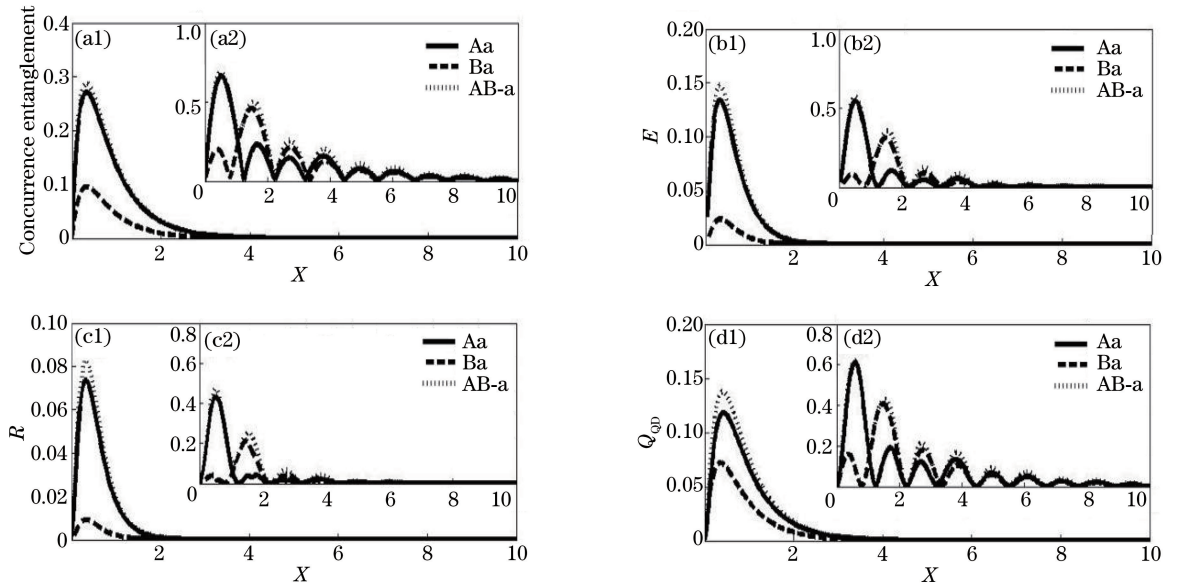 Concurrence entanglement
0.4
0.3
0.2
0.1
0
(a1)
1.0
0.5
0
(a2)
Aa
Ba
AB-a
0 2 4 6 8 10
2 4 6 8 10
X
E
0.20
0.15
0.10
0.05
0
(b1)
1.0
0.5
(b2)
Aa
Ba
AB-a
0 2 4 6 8 10
2 4 6 8 10
X
R
0.10
0.08
0.06
0.04
0.02
0
(c1)
0.8
0.6
0.4
0.2
(c2)
Aa
Ba
AB-a
0 2 4 6 8 10
2 4 6 8 10
X
Q_QD
0.20
0.15
0.10
0.05
0
(d1)
0.8
0.6
0.4
0.2
(d2)
Aa
Ba
AB-a
0 2 4 6 8 10
2 4 6 8 10
X